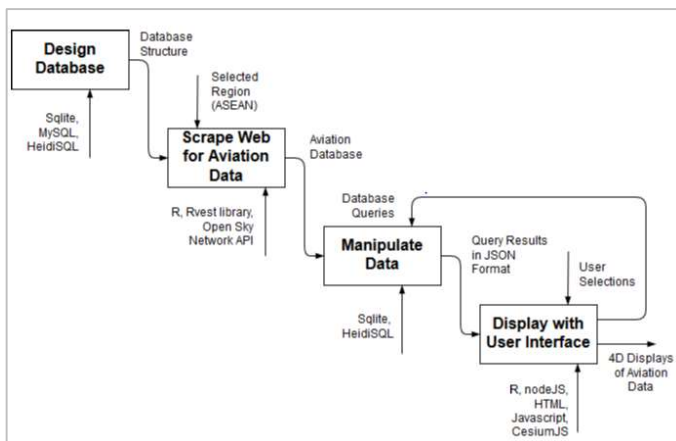 Design
Database
Database
Structure
Sqlite,
MySQL,
HeidiSQL
Selected
Region
(ASEAN)
Scrape Web
for Aviation
Data
Aviation
Database
R, Rvest library,
Open Sky
Network API
Database
Queries
Manipulate
Data
Query Results
in JSON
Format
Sqlite,
HeidiSQL
User
Selections
Display with
User Interface
4D Displays
of Aviation
Data
R, nodeJS,
HTML,
Javascript,
CesiumJS